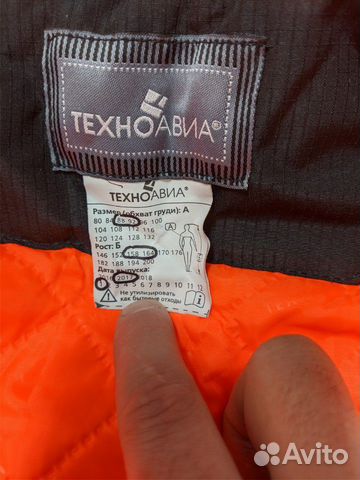 ТЕХНОАВИА®
ТЕХНОАВИА®
Размер (обхват груди): А
80 84 88 92 96 100
104 108 112 116
120 124 128 132
Рост: Б
146 152 158 164 170 176
182 188 194 200
Дата выпуска:
2017 2018
3 4 5 6 7 8 9 10 11 12
Не утилизировать
как бытовые отходы
А
Avito